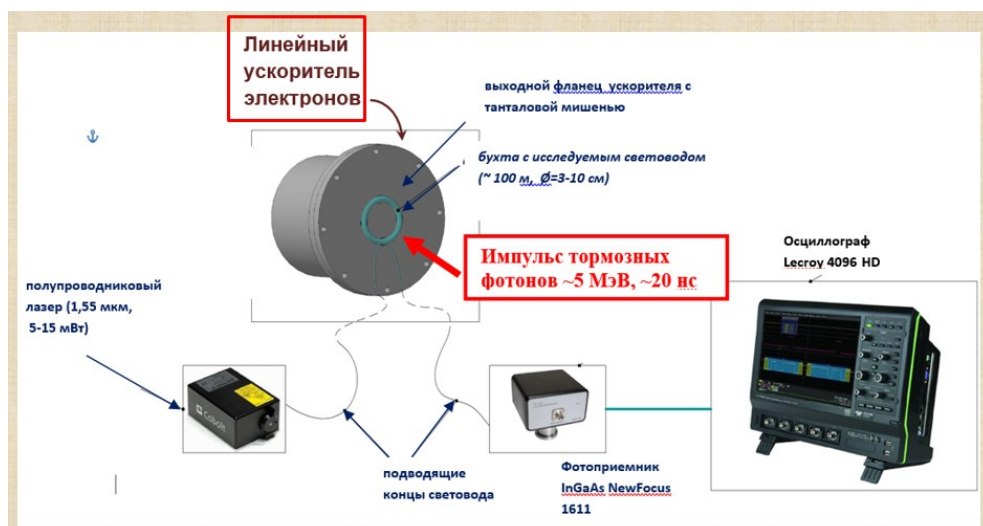 Линейный
ускоритель
электронов
выходной фланец ускорителя с
танталовой мишенью
бухта с исследуемым световодом
(~ 100 м, Ø=3-10 см)
Импульс тормозных
фотонов ~5 МэВ, ~20 нс
Осциллограф
Lecroy 4096 HD
полупроводниковый
лазер (1,55 мкм,
5-15 мВт)
Cobolt
подводящие
концы световода
Фотоприемник
InGaAs NewFocus
1611